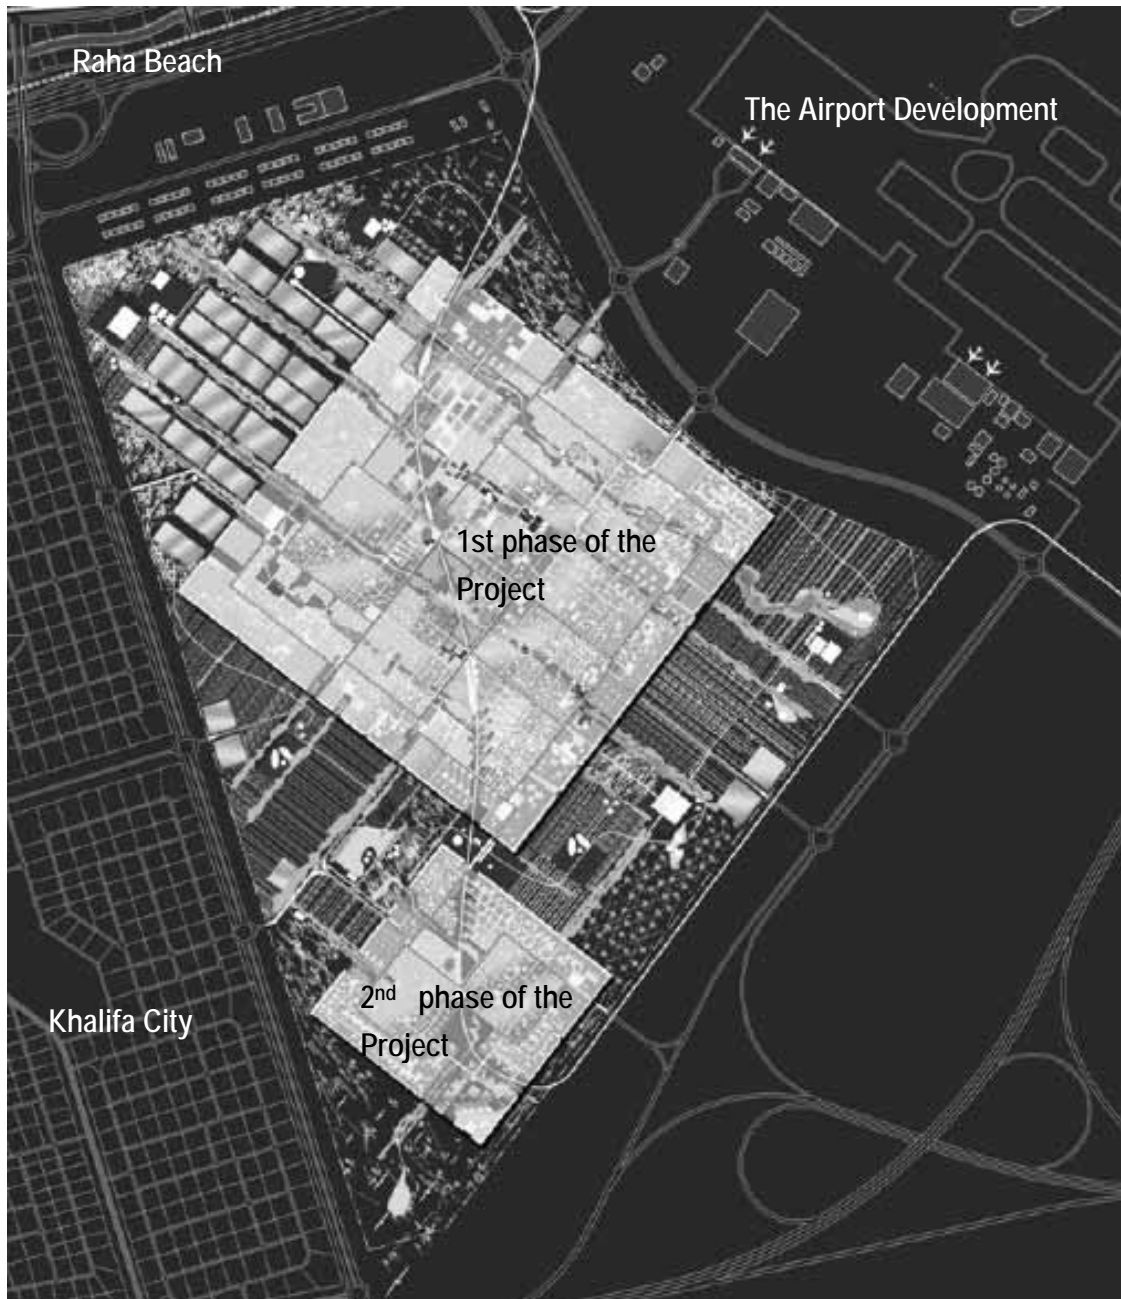 Raha Beach
The Airport Development
1st phase of the
Project
2nd phase of the
Project
Khalifa City